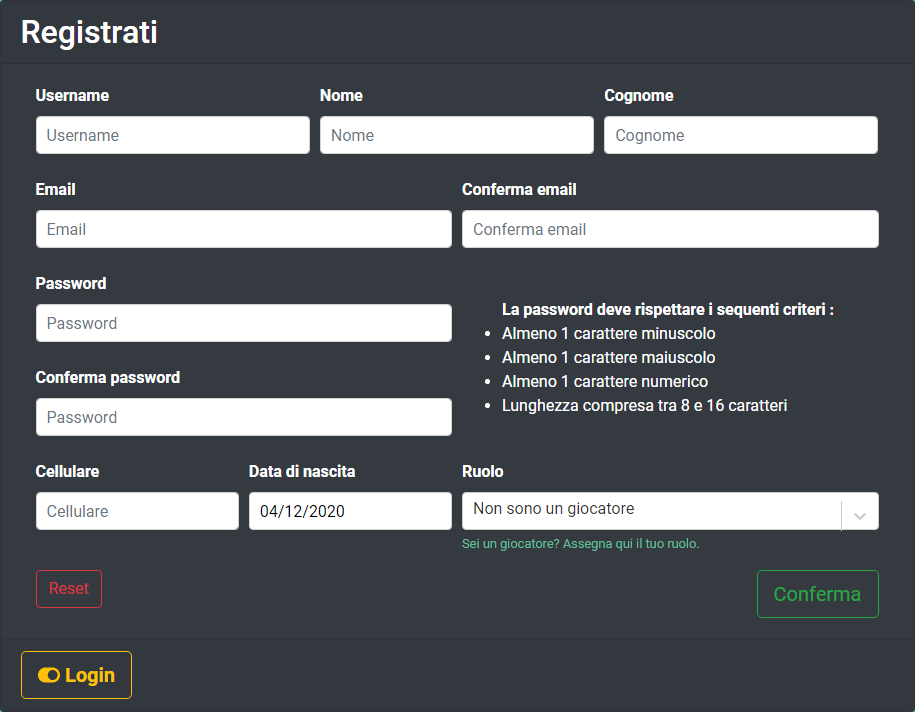 Registrati
Username Nome Cognome
Username Nome Cognome
Email Conferma email
Email Conferma email
Password
Password
La password deve rispettare i sequenti criteri :
Almeno 1 carattere minuscolo
Almeno 1 carattere maiuscolo
Almeno 1 carattere numerico
Lunghezza compresa tra 8 e 16 caratteri
Conferma password
Password
Cellulare Data di nascita Ruolo
Cellulare 04/12/2020 Non sono un giocatore
Sei un giocatore? Assegna qui il tuo ruolo.
Reset Conferma
Login